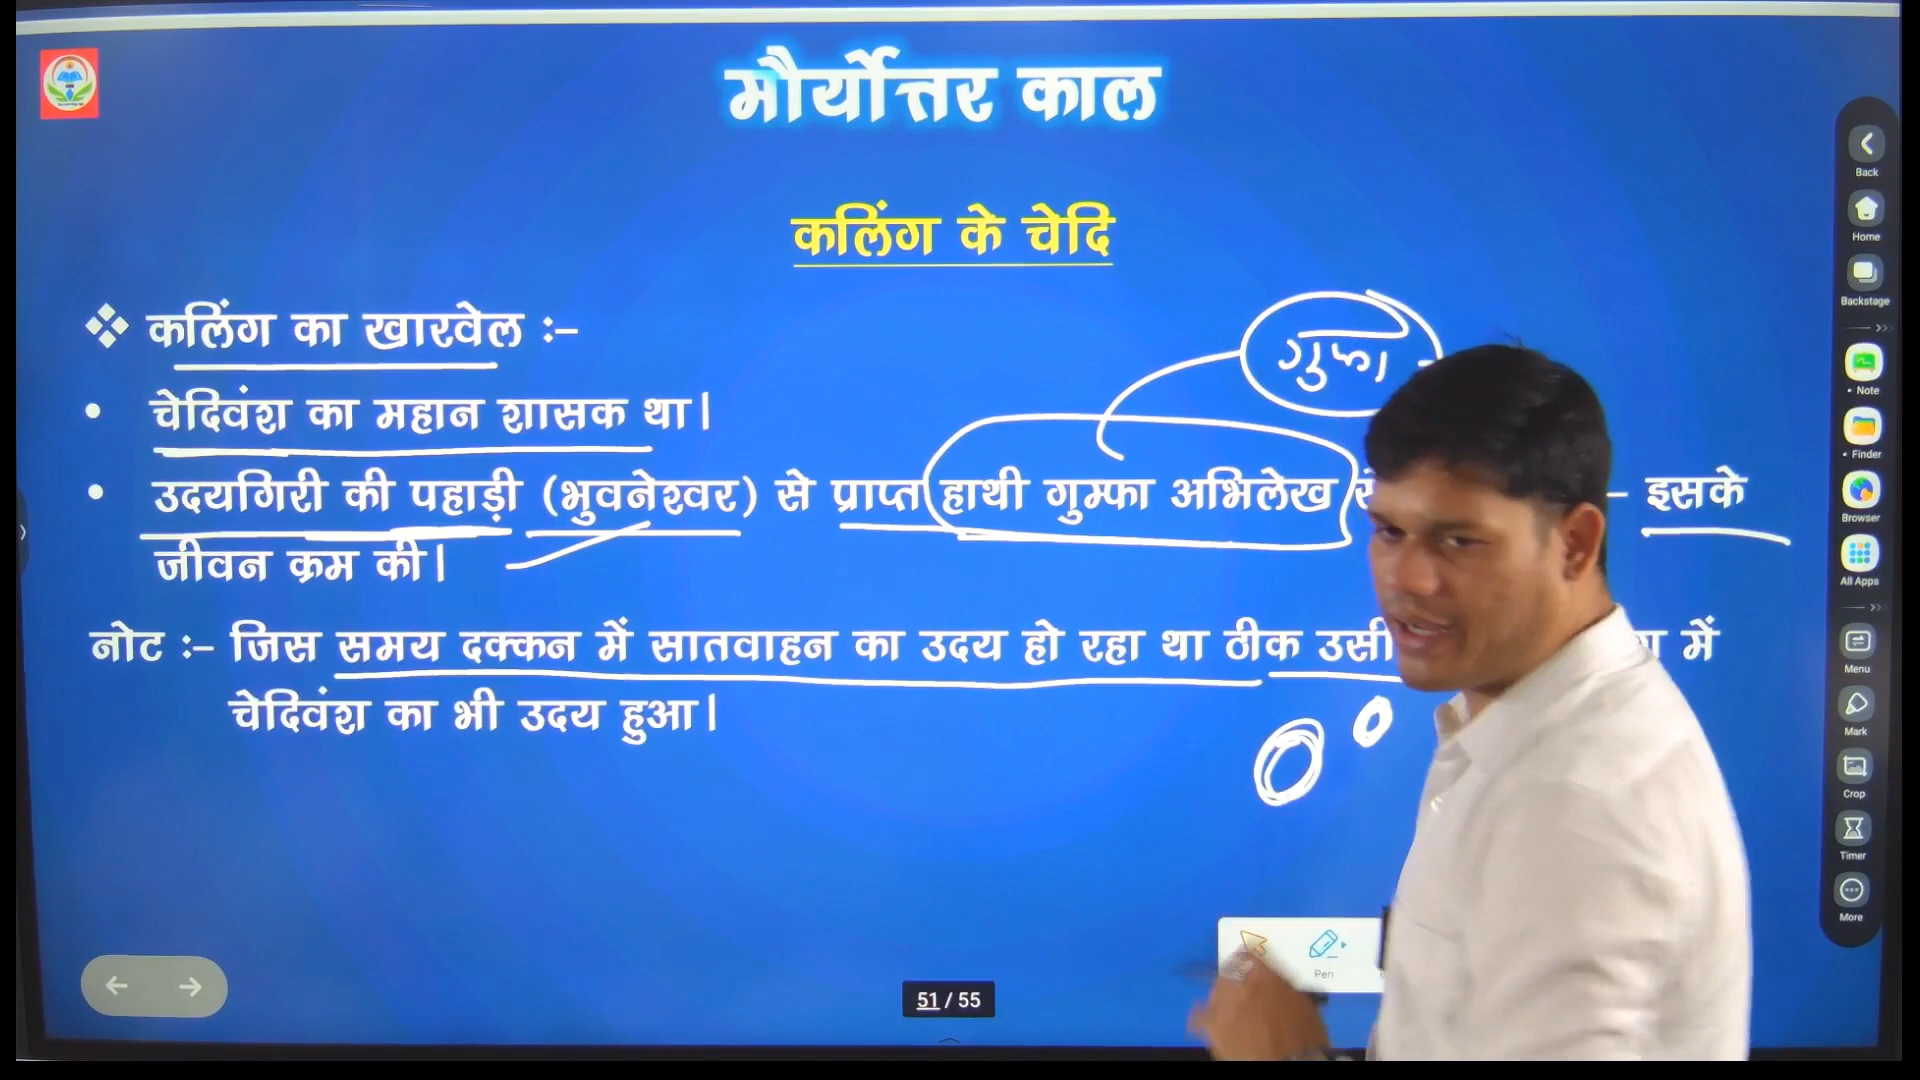 मौर्योत्तर काल
कलिंग के चेदि
❖ कलिंग का खारवेल :–
गुफा
• चेदिवंश का महान शासक था।
• उदयगिरी की पहाड़ी (भुवनेश्वर) से प्राप्त हाथी गुम्फा अभिलेख – इसके
जीवन क्रम की।
नोट :– जिस समय दक्कन में सातवाहन का उदय हो रहा था ठीक उसी में
चेदिवंश का भी उदय हुआ।
Back
Home
Backstage
• Note
• Finder
Browser
All Apps
Menu
Mark
Crop
Timer
More
Pen
51 / 55